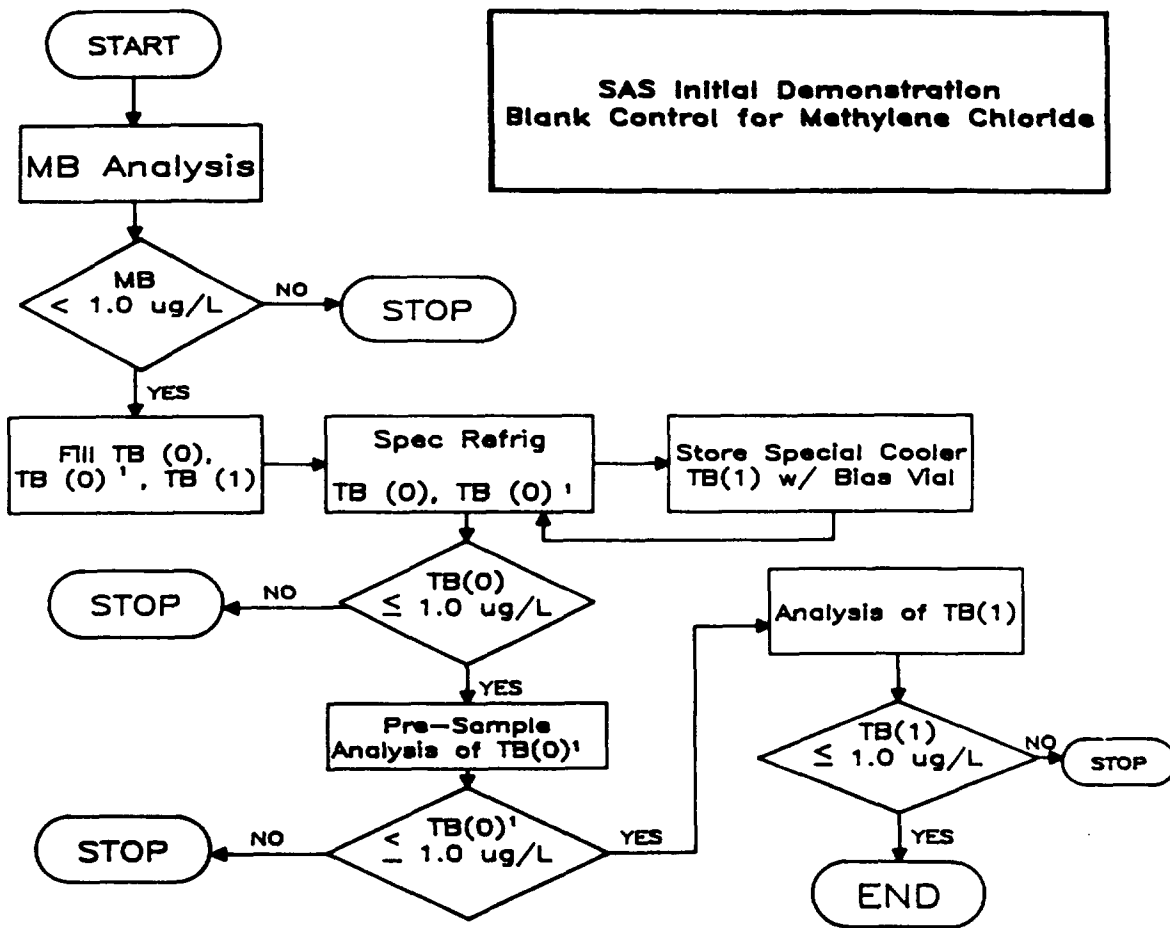 START
SAS Initial Demonstration
Blank Control for Methylene Chloride
MB Analysis
MB
< 1.0 ug/L
NO
STOP
YES
Fill TB (0),
TB (0)¹, TB (1)
Spec Refrig
TB (0), TB (0)¹
Store Special Cooler
TB(1) w/ Bias Vial
TB(0)
≤ 1.0 ug/L
NO
STOP
YES
Pre-Sample
Analysis of TB(0)¹
TB(0)¹
≤ 1.0 ug/L
NO
STOP
YES
Analysis of TB(1)
TB(1)
≤ 1.0 ug/L
NO
STOP
YES
END